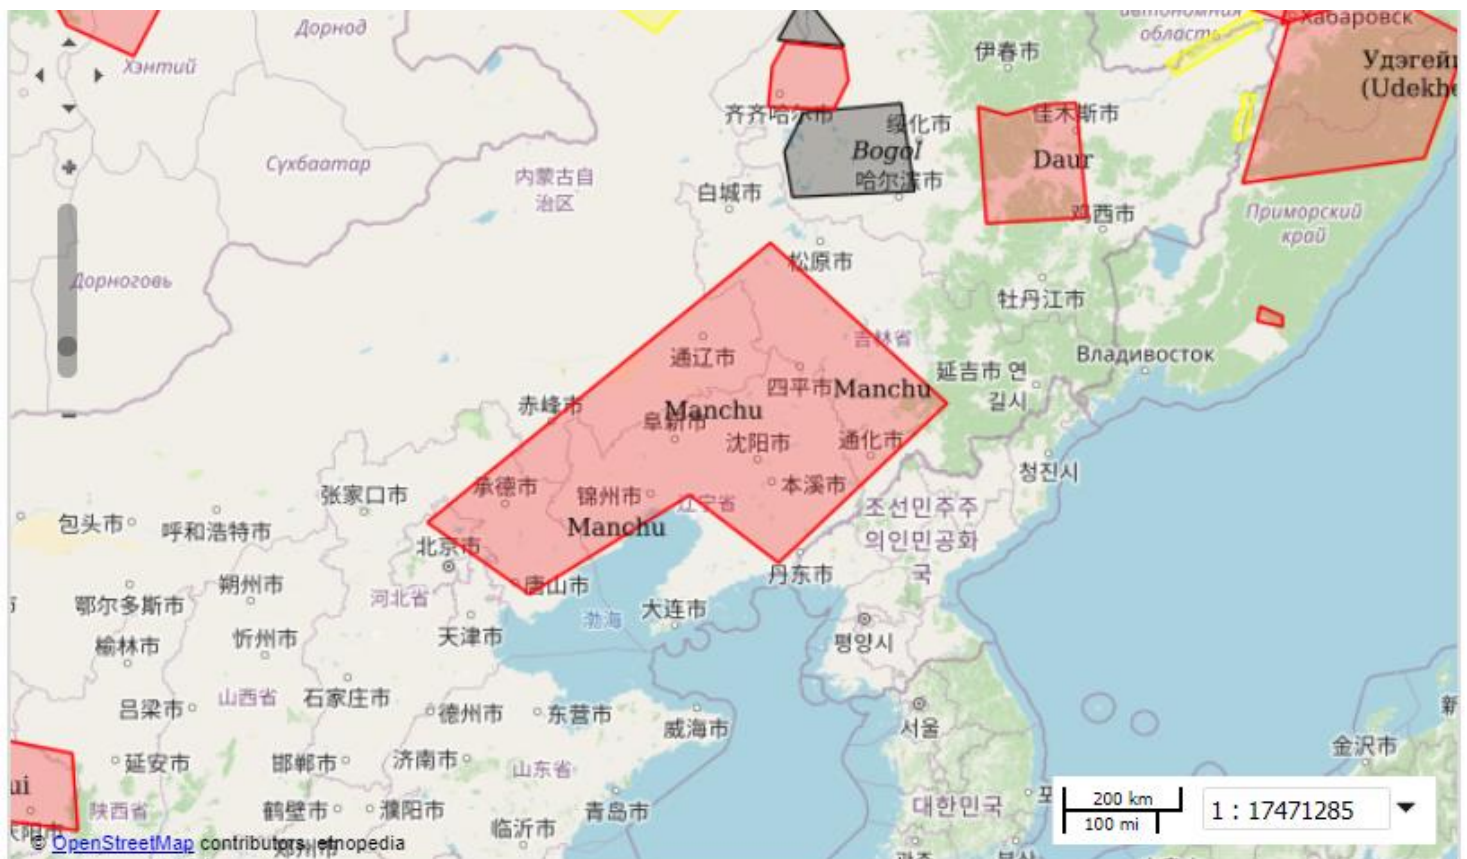 Хабаровск
автономная
область
Дорнод
伊春市
Хэнтий
Удэгей
(Udekhe
齐齐哈尔市
绥化市
佳木斯市
Bogol
Daur
Сүхбаатар
内蒙古自
治区
白城市
哈尔滨市
鸡西市
Приморский
край
松原市
Дорноговь
牡丹江市
吉林省
通辽市
Владивосток
延吉市 연
길시
四平市
Manchu
赤峰市
Manchu
阜新市
沈阳市
通化市
청진시
承德市
锦州市
辽宁省
本溪市
张家口市
조선민주주
의인민공화
국
包头市
呼和浩特市
Manchu
北京市
唐山市
丹东市
朔州市
河北省
鄂尔多斯市
渤海
大连市
榆林市
忻州市
天津市
평양시
山西省
石家庄市
吕梁市
德州市
东营市
威海市
서울
新
金沢市
延安市
邯郸市
济南市
山东省
ui
陕西省
鹤壁市
濮阳市
青岛市
대한민국
포
200 km
100 mi
1 : 17471285
临沂市
© OpenStreetMap contributors, etnopedia
郑州市